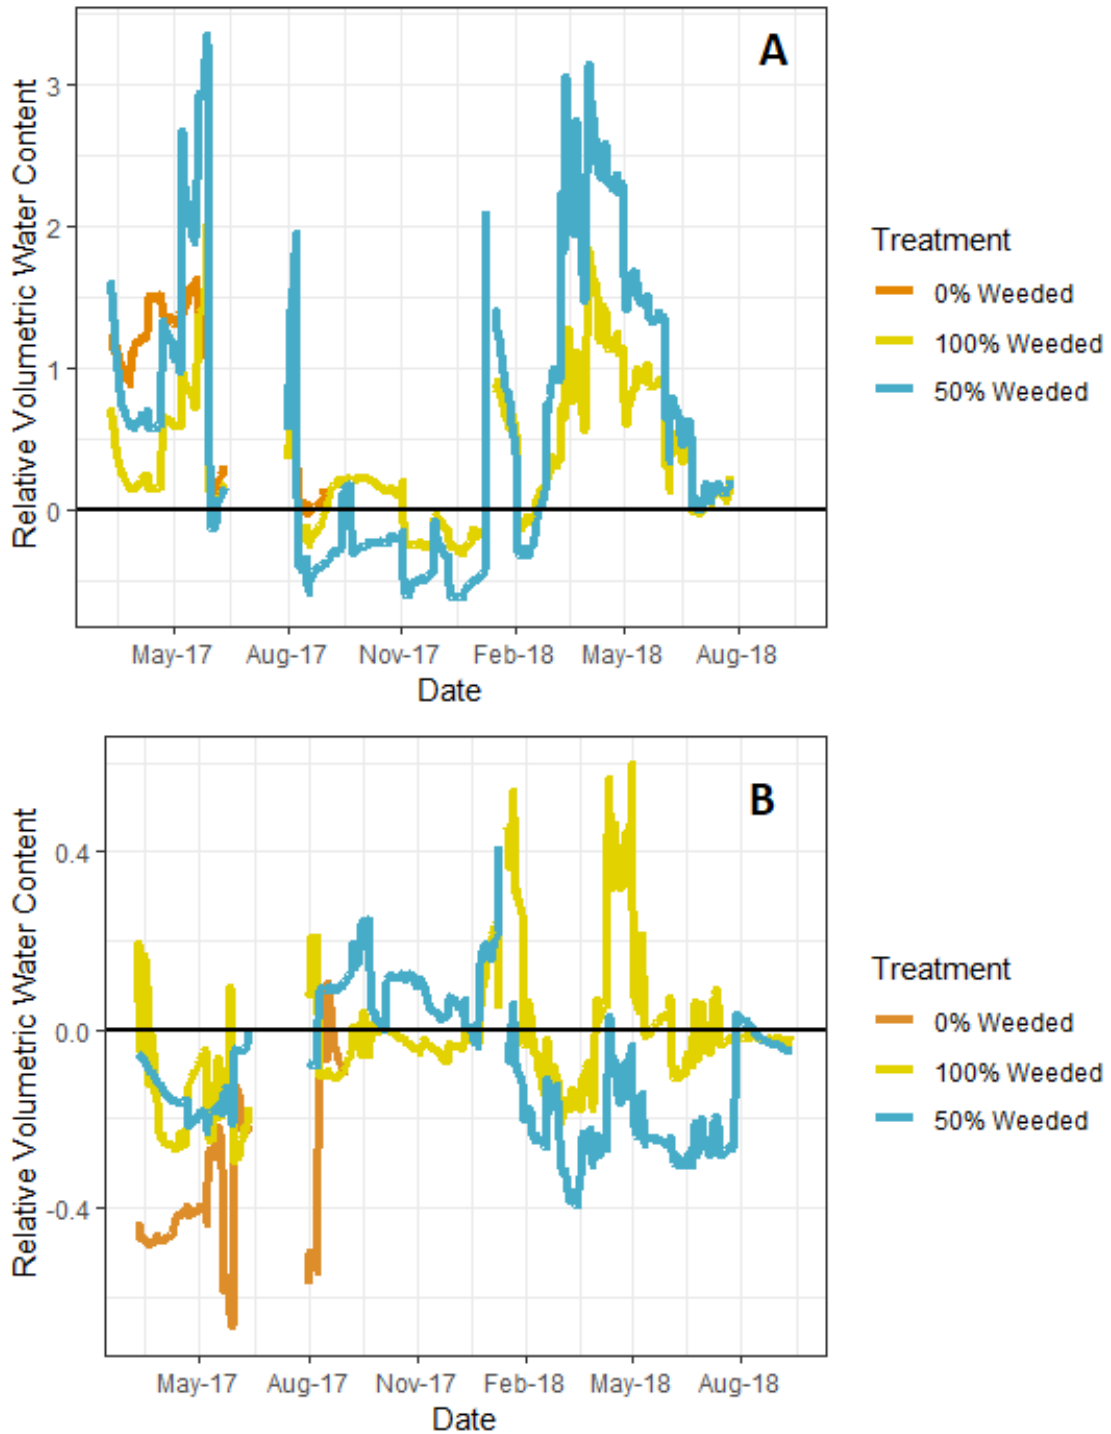 A
Relative Volumetric Water Content
3
2
1
0
May-17 Aug-17 Nov-17 Feb-18 May-18 Aug-18
Date
Treatment
0% Weeded
100% Weeded
50% Weeded
B
Relative Volumetric Water Content
0.4
0.0
-0.4
May-17 Aug-17 Nov-17 Feb-18 May-18 Aug-18
Date
Treatment
0% Weeded
100% Weeded
50% Weeded